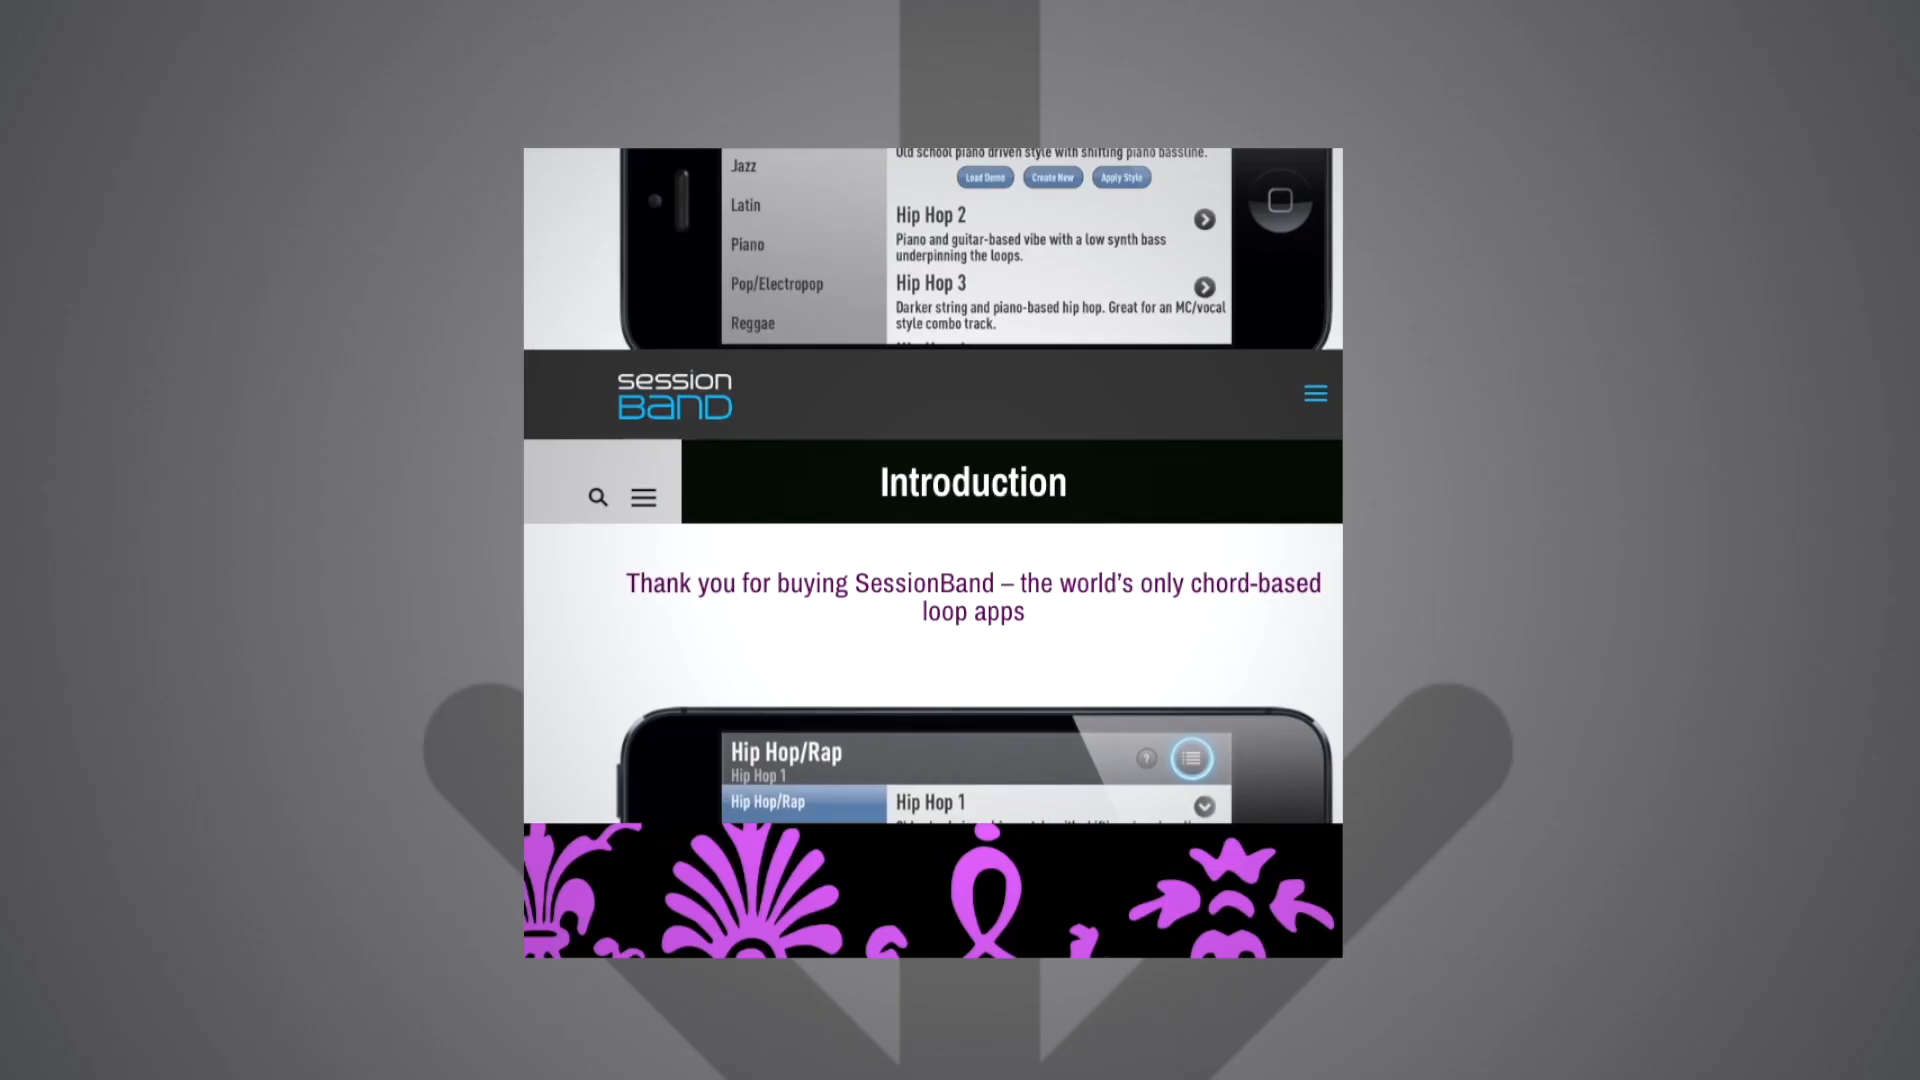 Jazz
Latin
Piano
Pop/Electropop
Reggae
Old school piano driven style with shifting piano bassline.
Load Demo
Create New
Apply Style
Hip Hop 2
Piano and guitar-based vibe with a low synth bass
underpinning the loops.
Hip Hop 3
Darker string and piano-based hip hop. Great for an MC/vocal
style combo track.
session
BAND
Introduction
Thank you for buying SessionBand – the world's only chord-based
loop apps
Hip Hop/Rap
Hip Hop 1
?
Hip Hop/Rap
Hip Hop 1